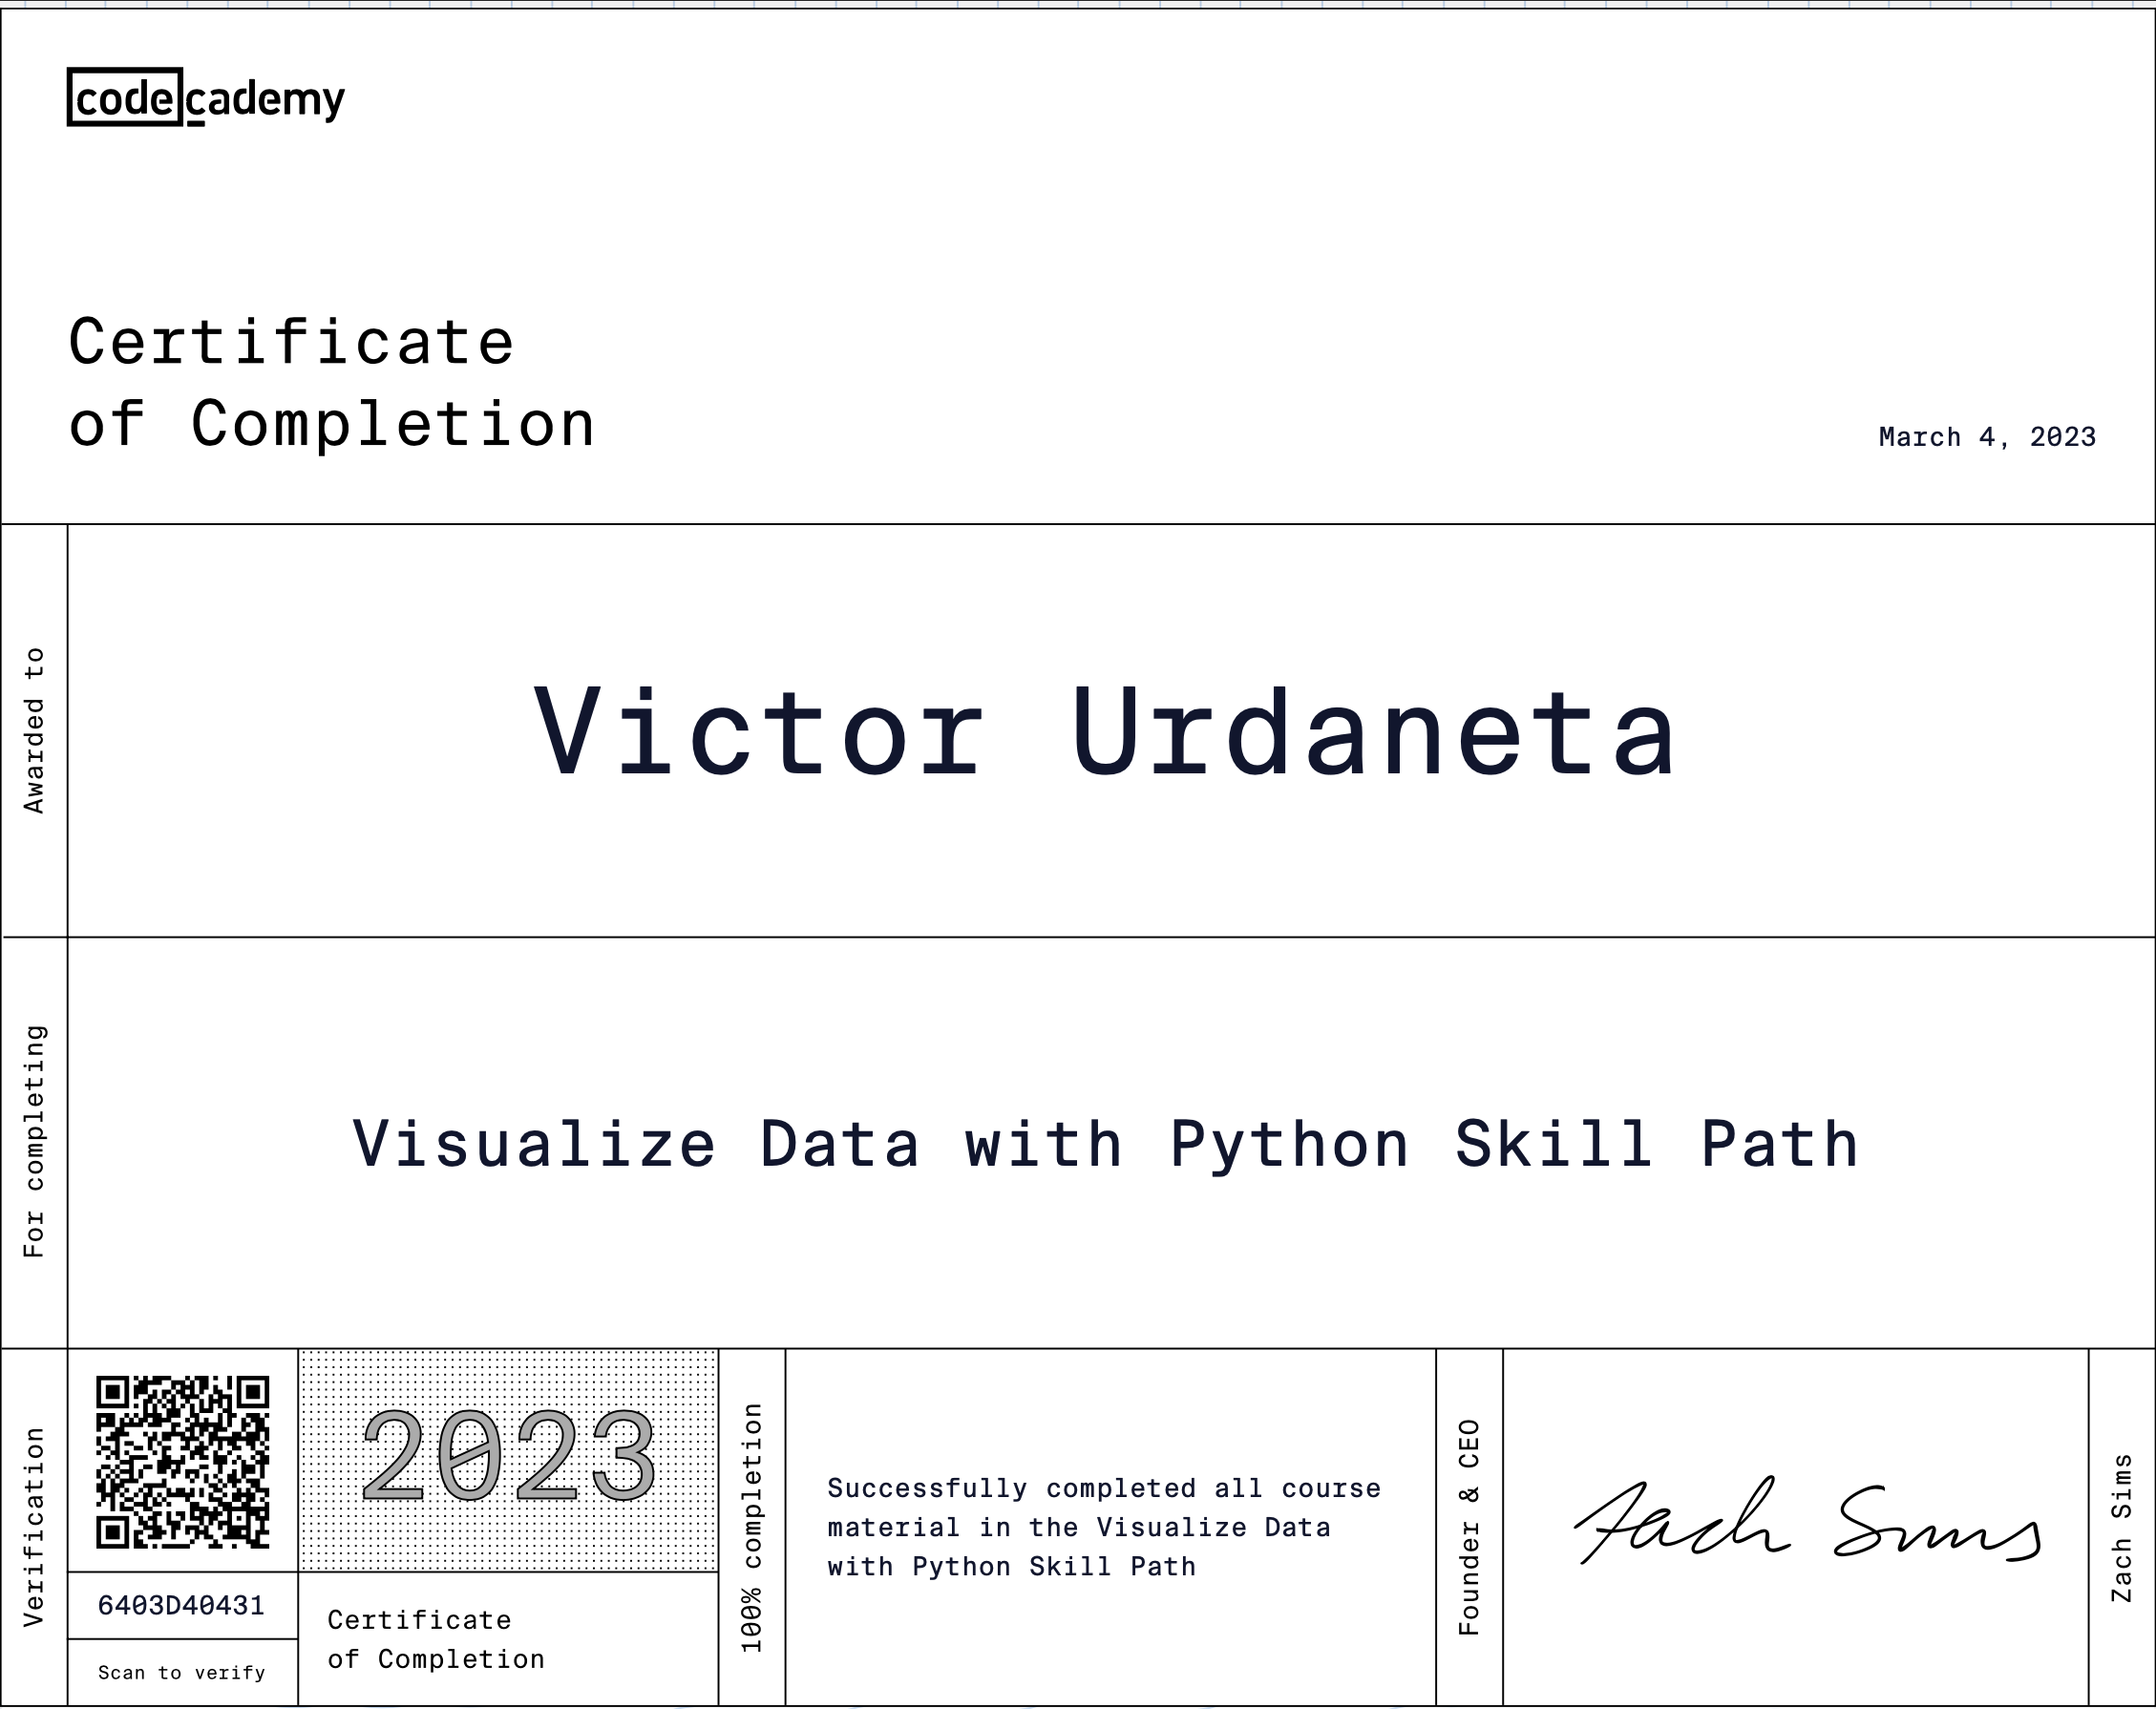 codecademy
Certificate
of Completion
March 4, 2023
Awarded to
Victor Urdaneta
For completing
Visualize Data with Python Skill Path
Verification
6403D40431
Scan to verify
2023
Certificate
of Completion
100% completion
Successfully completed all course
material in the Visualize Data
with Python Skill Path
Founder & CEO
Zach Sims
Zach Sims